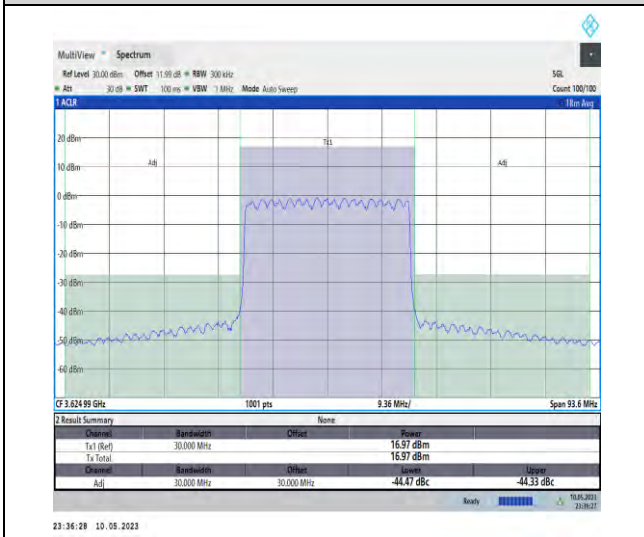 MultiView Spectrum
Ref Level 30.00 dBm Offset 11.99 dB RBW 300 kHz SGL
Att 30 dB SWT 100 ms VBW 1 MHz Mode Auto Sweep Count 100/100
1 ACLR 1Rm Avg
Tx1
20 dBm
Adj Adj
10 dBm
0 dBm
-10 dBm
-20 dBm
-30 dBm
-40 dBm
-50 dBm
-60 dBm
CF 3.62499 GHz 1001 pts 9.36 MHz/ Span 93.6 MHz
2 Result Summary None
Channel Bandwidth Offset Power
Tx1 (Ref) 30.000 MHz 16.97 dBm
Tx Total 16.97 dBm
Channel Bandwidth Offset Lower Upper
Adj 30.000 MHz 30.000 MHz -44.47 dBc -44.33 dBc
Ready 10.05.2023
23:36:27
23:36:28 10.05.2023